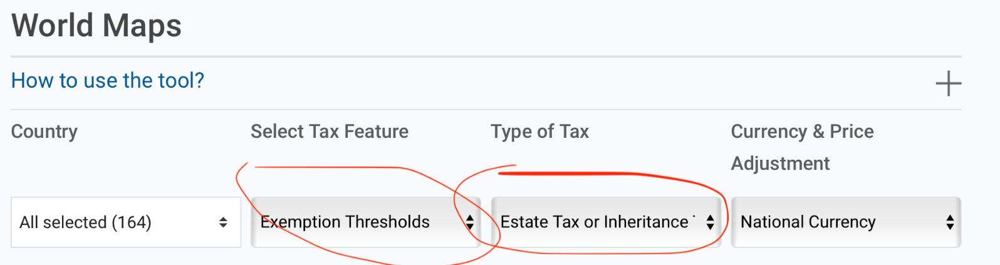 World Maps
How to use the tool?
Country
Select Tax Feature
Type of Tax
Currency & Price
Adjustment
All selected (164)
Exemption Thresholds
Estate Tax or Inheritance
National Currency